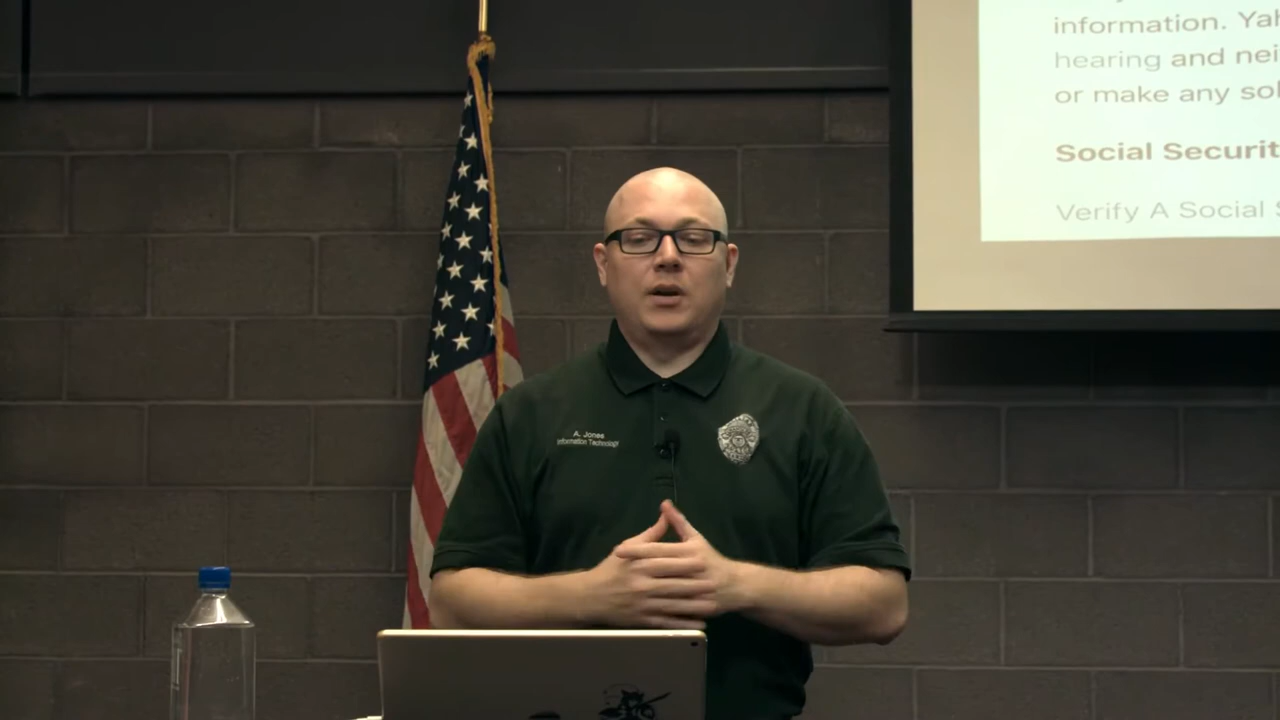 information. Yah
hearing and nei
or make any sol
Social Securit
Verify A Social S
A. Jones
Information Technology